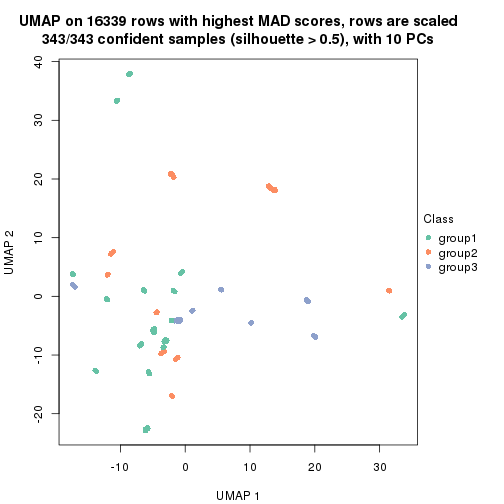 UMAP on 16339 rows with highest MAD scores, rows are scaled
343/343 confident samples (silhouette > 0.5), with 10 PCs
40
30
20
10
0
-10
-20
UMAP 2
-10
0
10
20
30
UMAP 1
Class
group1
group2
group3